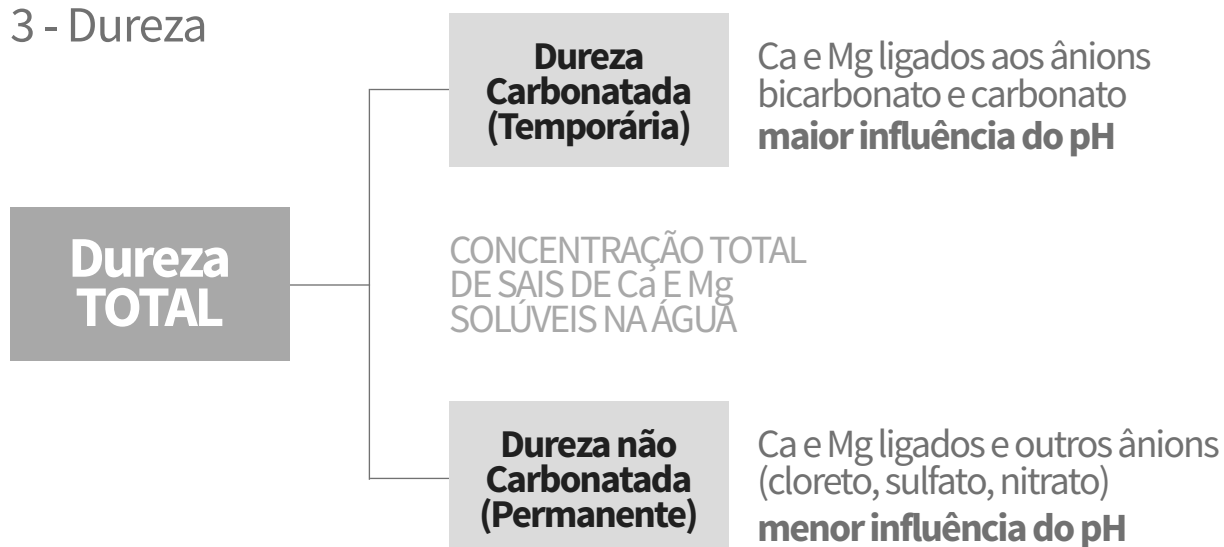 3 - Dureza
Dureza
Carbonatada
(Temporária)
Ca e Mg ligados aos ânions
bicarbonato e carbonato
maior influência do pH
Dureza
TOTAL
CONCENTRAÇÃO TOTAL
DE SAIS DE Ca E Mg
SOLÚVEIS NA ÁGUA
Dureza não
Carbonatada
(Permanente)
Ca e Mg ligados e outros ânions
(cloreto, sulfato, nitrato)
menor influência do pH